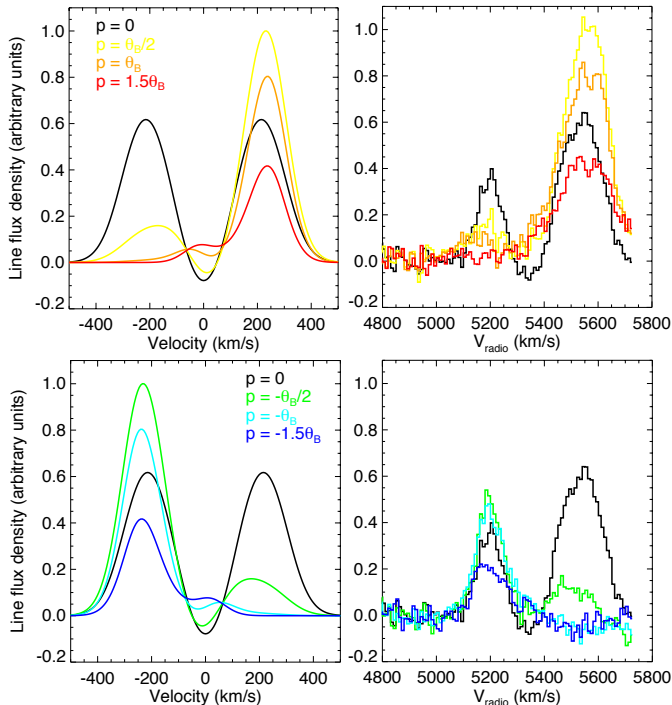 1.0
0.8
0.6
0.4
0.2
0.0
-0.2
Line flux density (arbitrary units)
p = 0
p = θB/2
p = θB
p = 1.5θB
-400 -200 0 200 400
Velocity (km/s)
1.0
0.8
0.6
0.4
0.2
0.0
-0.2
4800 5000 5200 5400 5600 5800
Vradio (km/s)
1.0
0.8
0.6
0.4
0.2
0.0
-0.2
Line flux density (arbitrary units)
p = 0
p = -θB/2
p = -θB
p = -1.5θB
-400 -200 0 200 400
Velocity (km/s)
1.0
0.8
0.6
0.4
0.2
0.0
-0.2
4800 5000 5200 5400 5600 5800
Vradio (km/s)